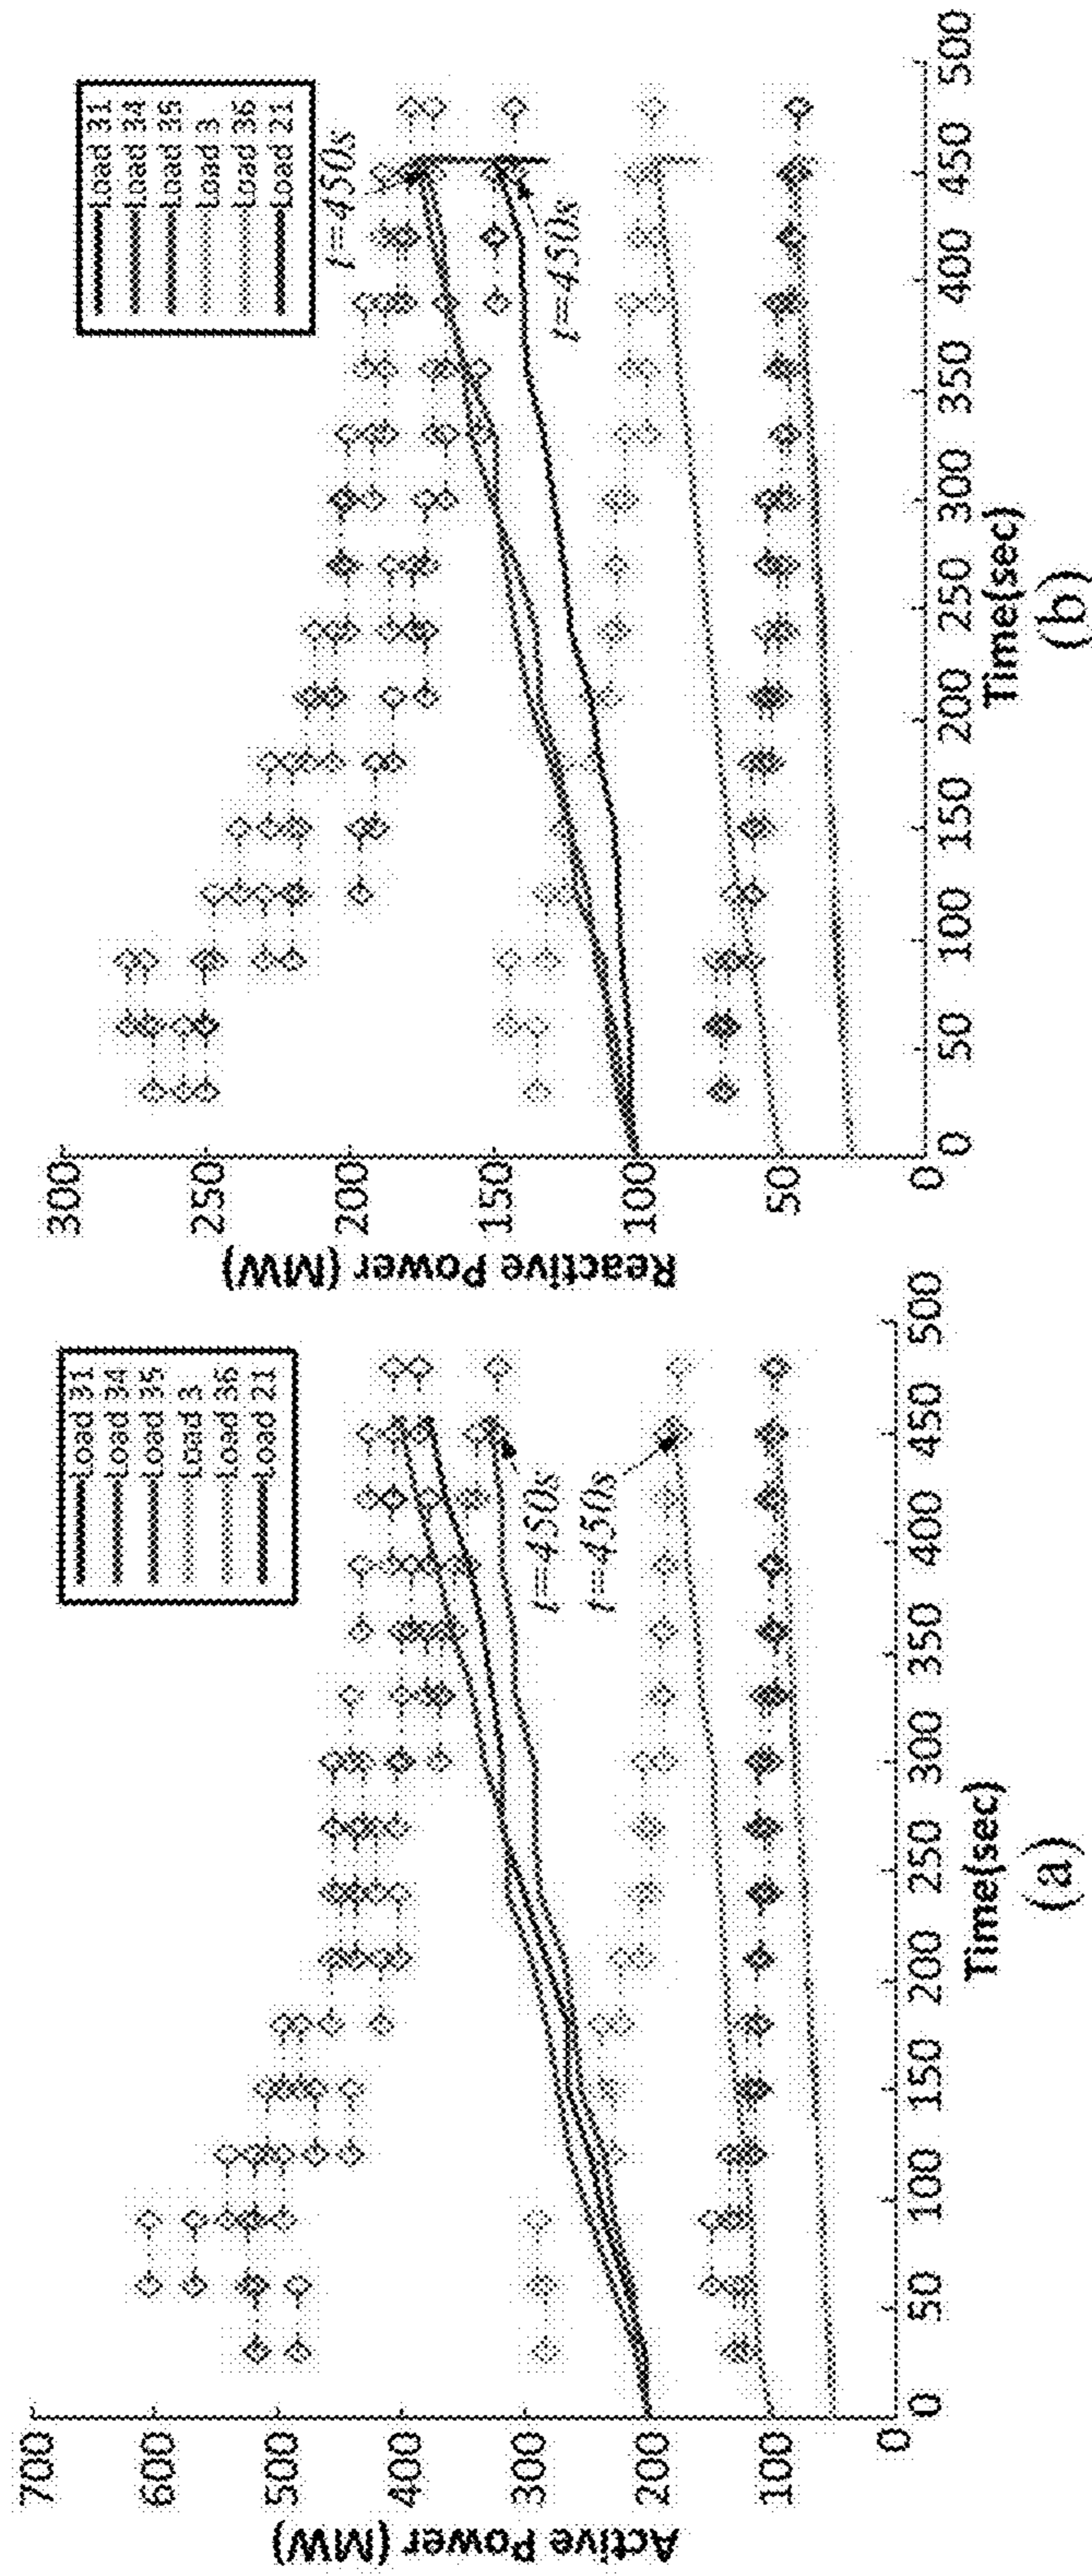 Active Power (MW)
700
600
500
400
300
200
100
0
Load 31
Load 34
Load 35
Load 3
Load 36
Load 21
t=450s
t=450s
0 50 100 150 200 250 300 350 400 450 500
Time(sec)
(a)
Reactive Power (MW)
300
250
200
150
100
50
0
Load 31
Load 34
Load 35
Load 3
Load 36
Load 21
t=450s
t=450s
0 50 100 150 200 250 300 350 400 450 500
Time(sec)
(b)